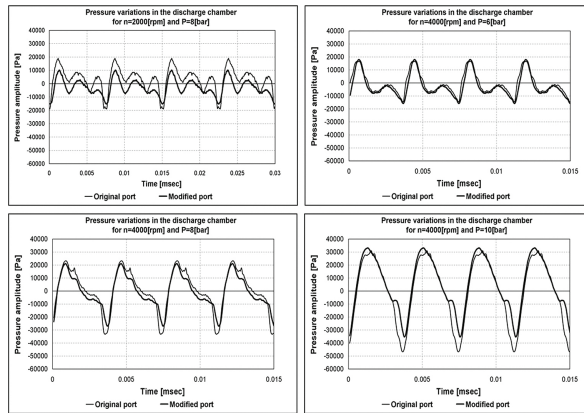 Pressure variations in the discharge chamber
for n=2000[rpm] and P=8[bar]
Pressure amplitude [Pa]
40000
30000
20000
10000
0
-10000
-20000
-30000
-40000
-50000
-60000
0
0.005
0.01
0.015
0.02
0.025
0.03
Time [msec]
Original port
Modified port
Pressure variations in the discharge chamber
for n=4000[rpm] and P=6[bar]
Pressure amplitude [Pa]
40000
30000
20000
10000
0
-10000
-20000
-30000
-40000
-50000
-60000
0
0.005
0.01
0.015
Time [msec]
Original port
Modified port
Pressure variations in the discharge chamber
for n=4000[rpm] and P=8[bar]
Pressure amplitude [Pa]
40000
30000
20000
10000
0
-10000
-20000
-30000
-40000
-50000
-60000
0
0.005
0.01
0.015
Time [msec]
Original port
Modified port
Pressure variations in the discharge chamber
for n=4000[rpm] and P=10[bar]
Pressure amplitude [Pa]
40000
30000
20000
10000
0
-10000
-20000
-30000
-40000
-50000
-60000
0
0.005
0.01
0.015
Time [msec]
Original port
Modified port